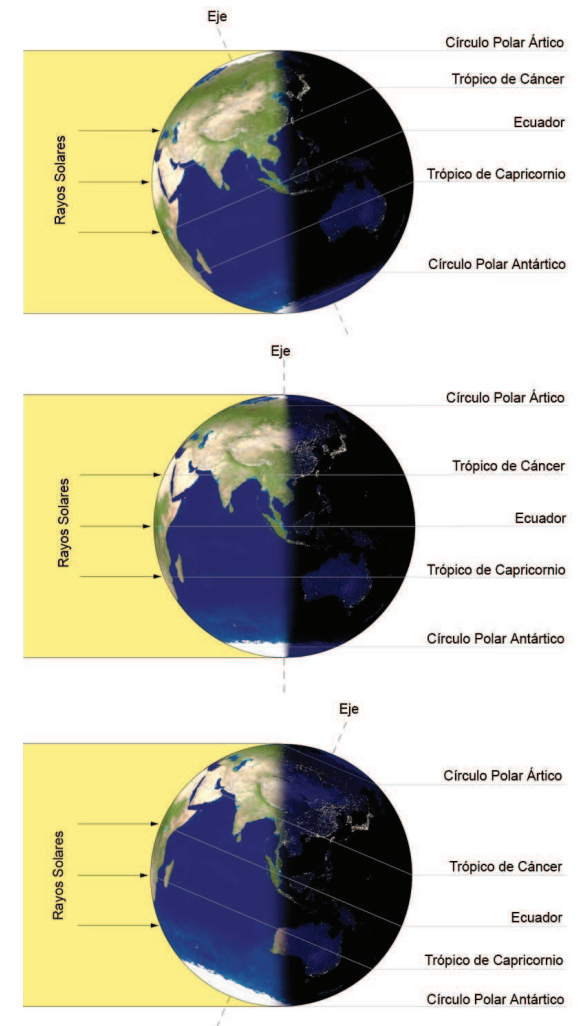 Eje
Círculo Polar Ártico
Trópico de Cáncer
Ecuador
Rayos Solares
Trópico de Capricornio
Círculo Polar Antártico
Eje
Círculo Polar Ártico
Trópico de Cáncer
Rayos Solares
Ecuador
Trópico de Capricornio
Círculo Polar Antártico
Eje
Círculo Polar Ártico
Rayos Solares
Trópico de Cáncer
Ecuador
Trópico de Capricornio
Círculo Polar Antártico